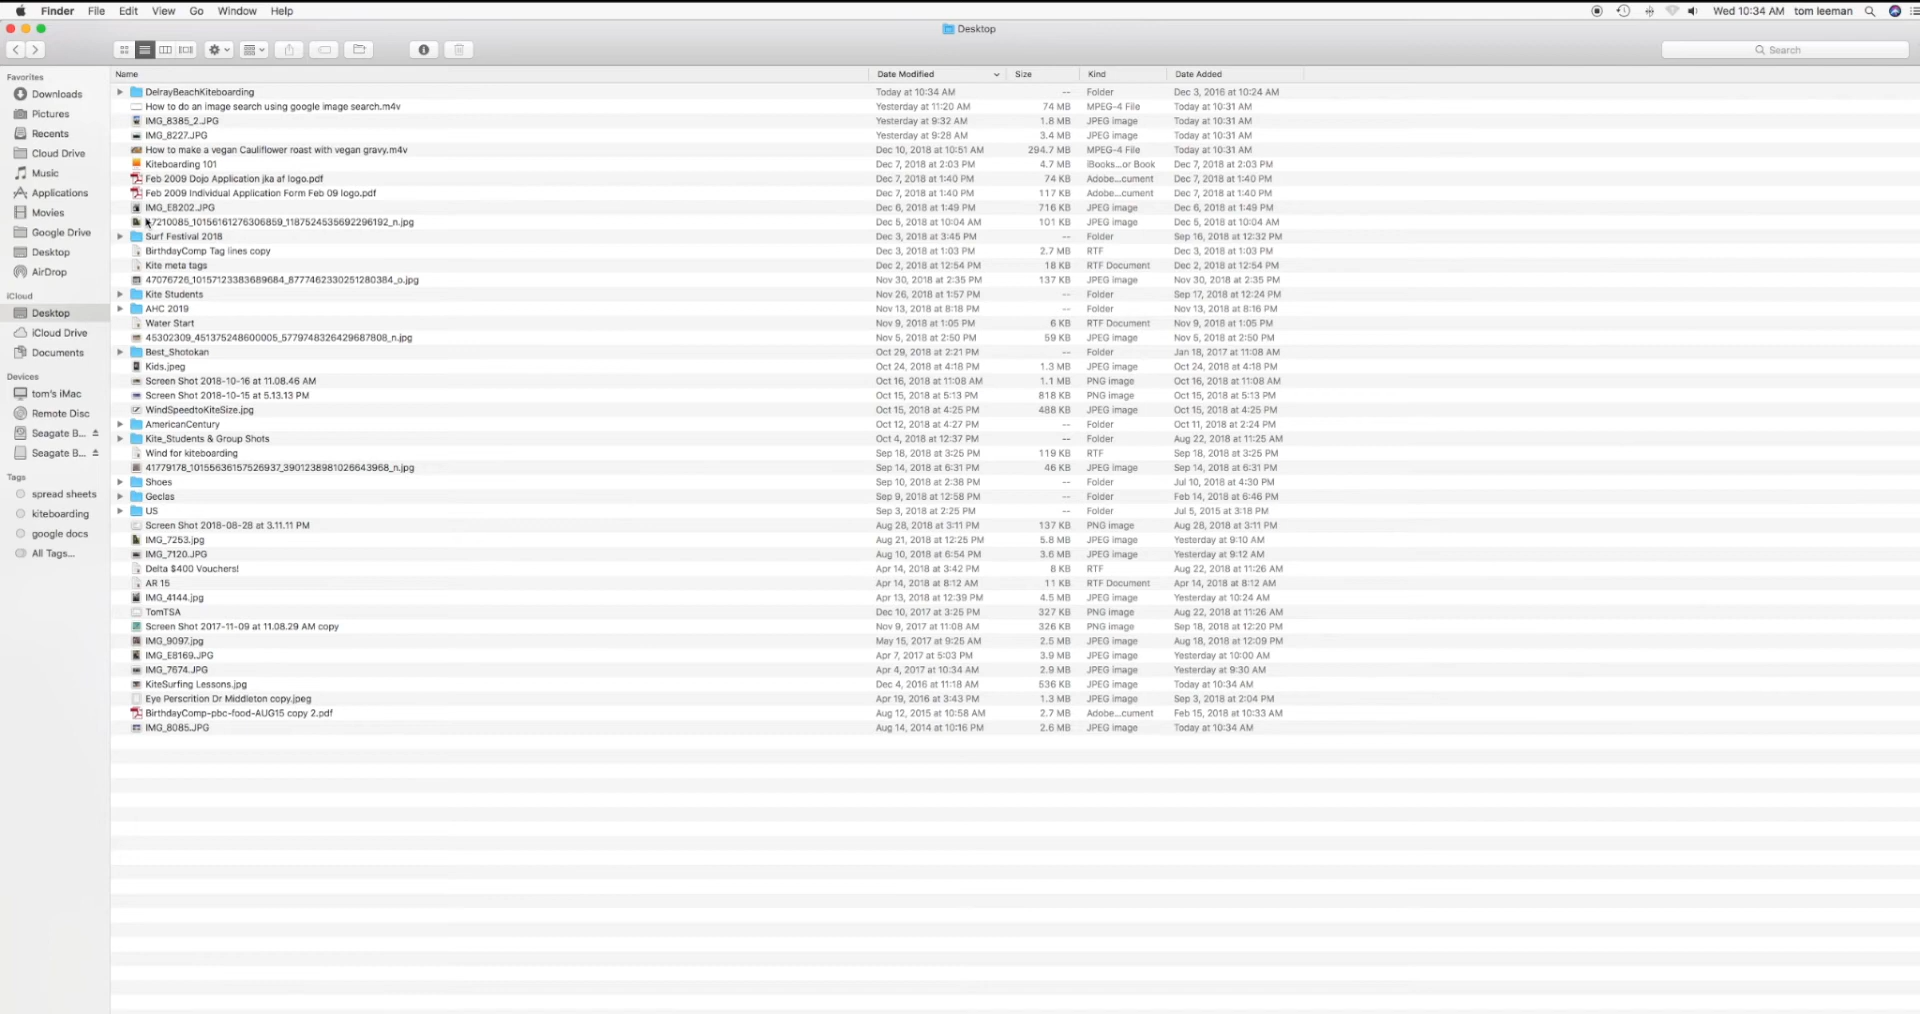 Finder File Edit View Go Window Help Wed 10:34 AM tom leeman
Desktop
Search
Favorites
Downloads
Pictures
Recents
Cloud Drive
Music
Applications
Movies
Google Drive
Desktop
AirDrop
iCloud
Desktop
iCloud Drive
Documents
Devices
tom's iMac
Remote Disc
Seagate B...
Seagate B...
Tags
spread sheets
kiteboarding
google docs
All Tags...
Name Date Modified Size Kind Date Added
DelrayBeachKiteboarding Today at 10:34 AM -- Folder Dec 3, 2016 at 10:24 AM
How to do an image search using google image search.m4v Yesterday at 11:20 AM 74 MB MPEG-4 File Today at 10:31 AM
IMG_8385_2.JPG Yesterday at 9:32 AM 1.8 MB JPEG image Today at 10:31 AM
IMG_8227.JPG Yesterday at 9:28 AM 3.4 MB JPEG image Today at 10:31 AM
How to make a vegan Cauliflower roast with vegan gravy.m4v Dec 10, 2018 at 10:51 AM 294.7 MB MPEG-4 File Today at 10:31 AM
Kiteboarding 101 Dec 7, 2018 at 2:03 PM 4.7 MB iBooks...or Book Dec 7, 2018 at 2:03 PM
Feb 2009 Dojo Application jka af logo.pdf Dec 7, 2018 at 1:40 PM 74 KB Adobe...cument Dec 7, 2018 at 1:40 PM
Feb 2009 Individual Application Form Feb 09 logo.pdf Dec 7, 2018 at 1:40 PM 117 KB Adobe...cument Dec 7, 2018 at 1:40 PM
IMG_E8202.JPG Dec 6, 2018 at 1:49 PM 716 KB JPEG image Dec 6, 2018 at 1:49 PM
Dec 5, 2018 at 10:04 AM 101 KB JPEG image Dec 5, 2018 at 10:04 AM
Surf Festival 2018 Dec 3, 2018 at 3:45 PM -- Folder Sep 16, 2018 at 12:32 PM
BirthdayComp Tag lines copy Dec 3, 2018 at 1:03 PM 2.7 MB RTF Dec 3, 2018 at 1:03 PM
Kite meta tags Dec 2, 2018 at 12:54 PM 18 KB RTF Document Dec 2, 2018 at 12:54 PM
47076726_10157123383689684_8777462330251280384_o.jpg Nov 30, 2018 at 2:35 PM 137 KB JPEG image Nov 30, 2018 at 2:35 PM
Kite Students Nov 26, 2018 at 1:57 PM -- Folder Sep 17, 2018 at 12:24 PM
AHC 2019 Nov 13, 2018 at 8:18 PM -- Folder Nov 13, 2018 at 8:16 PM
Water Start Nov 9, 2018 at 1:05 PM 6 KB RTF Document Nov 9, 2018 at 1:05 PM
45302309_451375248600005_5779748326429687808_n.jpg Nov 5, 2018 at 2:50 PM 59 KB JPEG image Nov 5, 2018 at 2:50 PM
Best_Shotokan Oct 29, 2018 at 2:21 PM -- Folder Jan 18, 2017 at 11:08 AM
Kids.jpeg Oct 24, 2018 at 4:18 PM 1.3 MB JPEG image Oct 24, 2018 at 4:18 PM
Screen Shot 2018-10-16 at 11.08.46 AM Oct 16, 2018 at 11:08 AM 1.1 MB PNG image Oct 16, 2018 at 11:08 AM
Screen Shot 2018-10-15 at 5.13.13 PM Oct 15, 2018 at 5:13 PM 818 KB PNG image Oct 15, 2018 at 5:13 PM
WindSpeedtoKiteSize.jpg Oct 15, 2018 at 4:25 PM 488 KB JPEG image Oct 15, 2018 at 4:25 PM
AmericanCentury Oct 12, 2018 at 4:27 PM -- Folder Oct 11, 2018 at 2:24 PM
Kite_Students & Group Shots Oct 4, 2018 at 12:37 PM -- Folder Aug 22, 2018 at 11:25 AM
Wind for kiteboarding Sep 18, 2018 at 3:25 PM 119 KB RTF Sep 18, 2018 at 3:25 PM
41779178_10155636157526937_3901238981026643968_n.jpg Sep 14, 2018 at 6:31 PM 46 KB JPEG image Sep 14, 2018 at 6:31 PM
Shoes Sep 10, 2018 at 2:38 PM -- Folder Jul 10, 2018 at 4:30 PM
Geclas Sep 9, 2018 at 12:58 PM -- Folder Feb 14, 2018 at 6:46 PM
US Sep 3, 2018 at 2:25 PM -- Folder Jul 5, 2015 at 3:18 PM
Screen Shot 2018-08-28 at 3.11.11 PM Aug 28, 2018 at 3:11 PM 137 KB PNG image Aug 28, 2018 at 3:11 PM
IMG_7253.jpg Aug 21, 2018 at 12:25 PM 5.8 MB JPEG image Yesterday at 9:10 AM
IMG_7120.JPG Aug 10, 2018 at 6:54 PM 3.6 MB JPEG image Yesterday at 9:12 AM
Delta $400 Vouchers! Apr 14, 2018 at 3:42 PM 8 KB RTF Aug 22, 2018 at 11:26 AM
AR 15 Apr 14, 2018 at 8:12 AM 11 KB RTF Document Apr 14, 2018 at 8:12 AM
IMG_4144.jpg Apr 13, 2018 at 12:39 PM 4.5 MB JPEG image Yesterday at 10:24 AM
TomTSA Dec 10, 2017 at 3:25 PM 327 KB PNG image Aug 22, 2018 at 11:26 AM
Screen Shot 2017-11-09 at 11.08.29 AM copy Nov 9, 2017 at 11:08 AM 326 KB PNG image Sep 18, 2018 at 12:20 PM
IMG_9097.jpg May 15, 2017 at 9:25 AM 2.5 MB JPEG image Aug 18, 2018 at 12:09 PM
IMG_E8169.JPG Apr 7, 2017 at 5:03 PM 3.9 MB JPEG image Yesterday at 10:00 AM
IMG_7674.JPG Apr 4, 2017 at 10:34 AM 2.9 MB JPEG image Yesterday at 9:30 AM
KiteSurfing Lessons.jpg Dec 4, 2016 at 11:18 AM 536 KB JPEG image Today at 10:34 AM
Eye Perscrition Dr Middleton copy.jpeg Apr 19, 2016 at 3:43 PM 1.3 MB JPEG image Sep 3, 2018 at 2:04 PM
BirthdayComp-pbc-food-AUG15 copy 2.pdf Aug 12, 2015 at 10:58 AM 2.7 MB Adobe...cument Feb 15, 2018 at 10:33 AM
IMG_8085.JPG Aug 14, 2014 at 10:16 PM 2.6 MB JPEG image Today at 10:34 AM